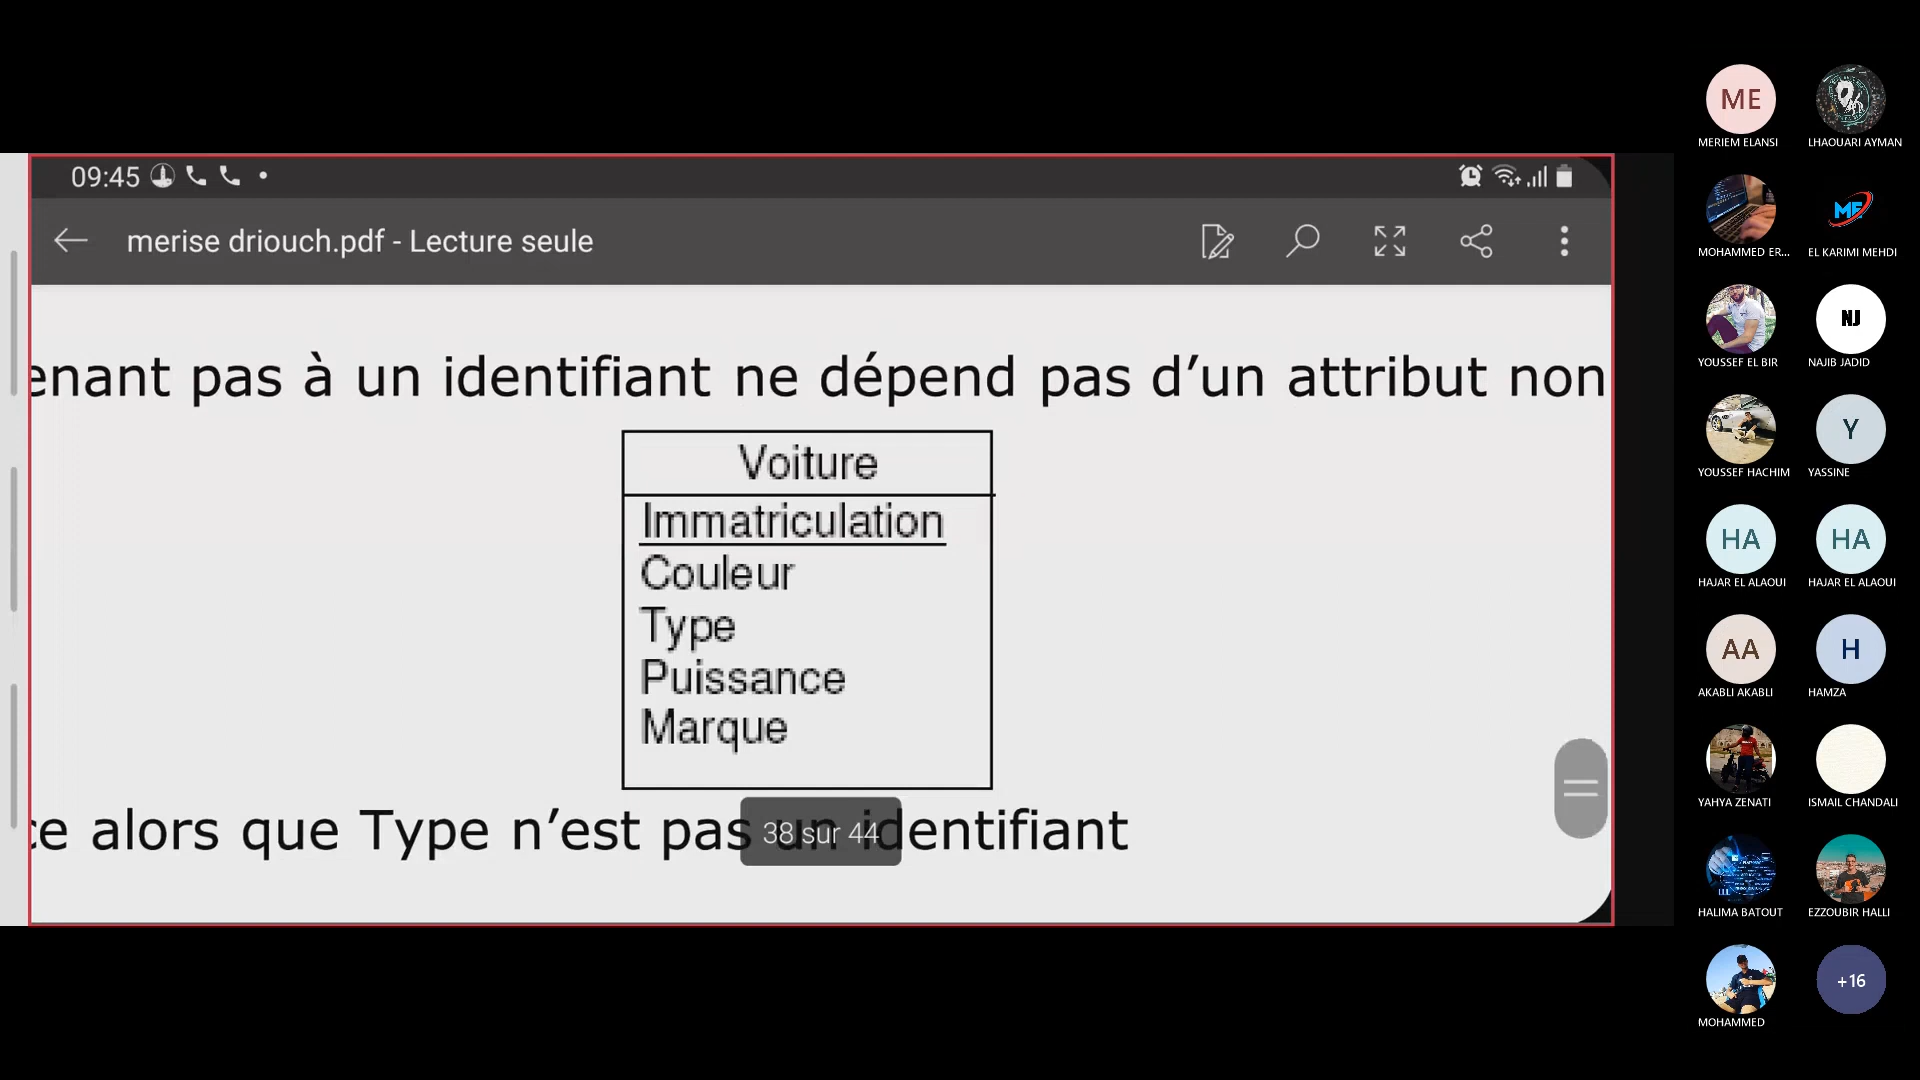 09:45
merise driouch.pdf - Lecture seule
enant pas à un identifiant ne dépend pas d’un attribut non
Voiture
Immatriculation
Couleur
Type
Puissance
Marque
ce alors que Type n’est pas un identifiant
38 sur 44
ME
MERIEM ELANSI
LHAOUARI AYMAN
MOHAMMED ER...
ME
EL KARIMI MEHDI
YOUSSEF EL BIR
NJ
NAJIB JADID
YOUSSEF HACHIM
Y
YASSINE
HA
HAJAR EL ALAOUI
HA
HAJAR EL ALAOUI
AA
AKABLI AKABLI
H
HAMZA
YAHYA ZENATI
ISMAIL CHANDALI
HALIMA BATOUT
EZZOUBIR HALLI
MOHAMMED
+16